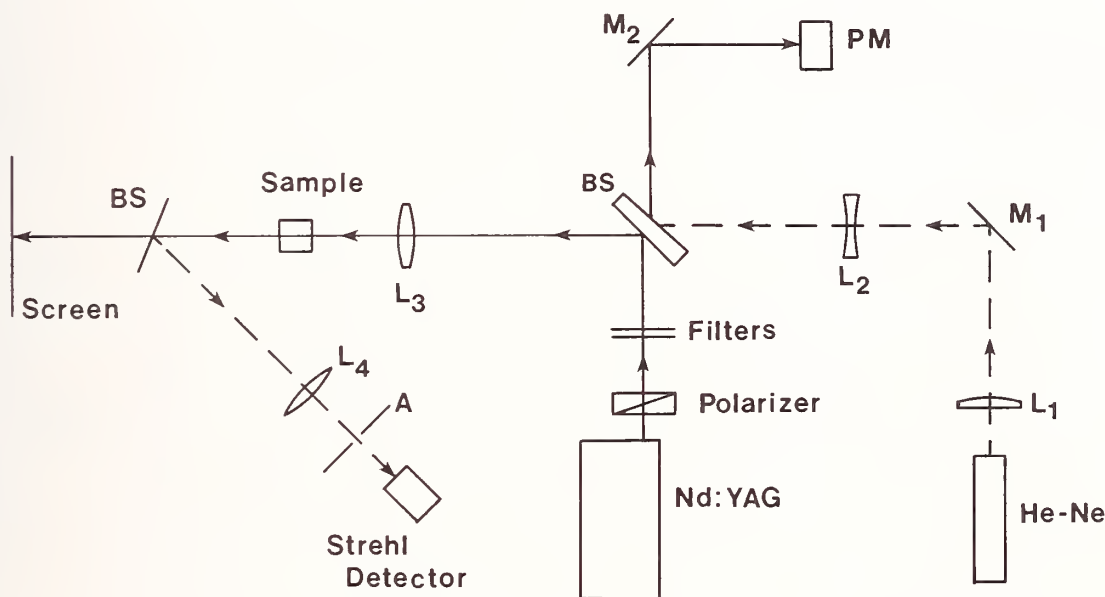 M2
PM
BS
Sample
BS
M1
L3
L2
Screen
Filters
L4
A
Polarizer
L1
Nd:YAG
He-Ne
Strehl
Detector